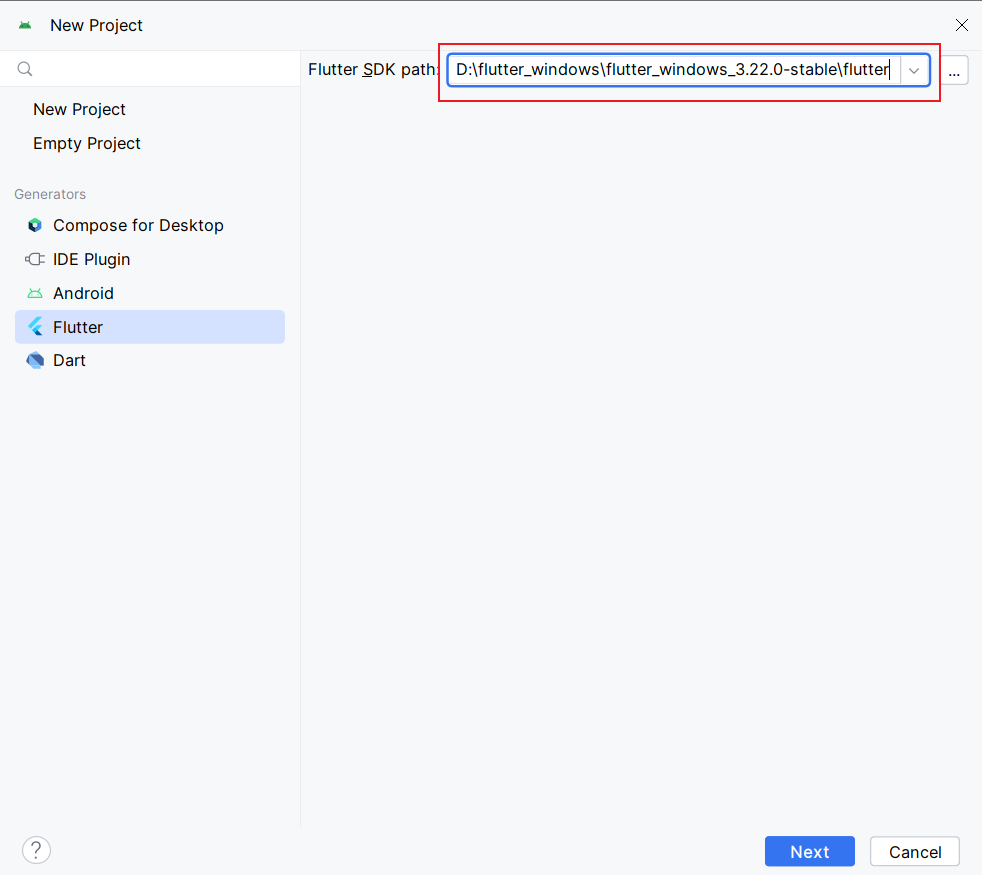 New Project
Flutter SDK path:
D:\flutter_windows\flutter_windows_3.22.0-stable\flutter
...
New Project
Empty Project
Generators
Compose for Desktop
IDE Plugin
Android
Flutter
Dart
?
Next
Cancel